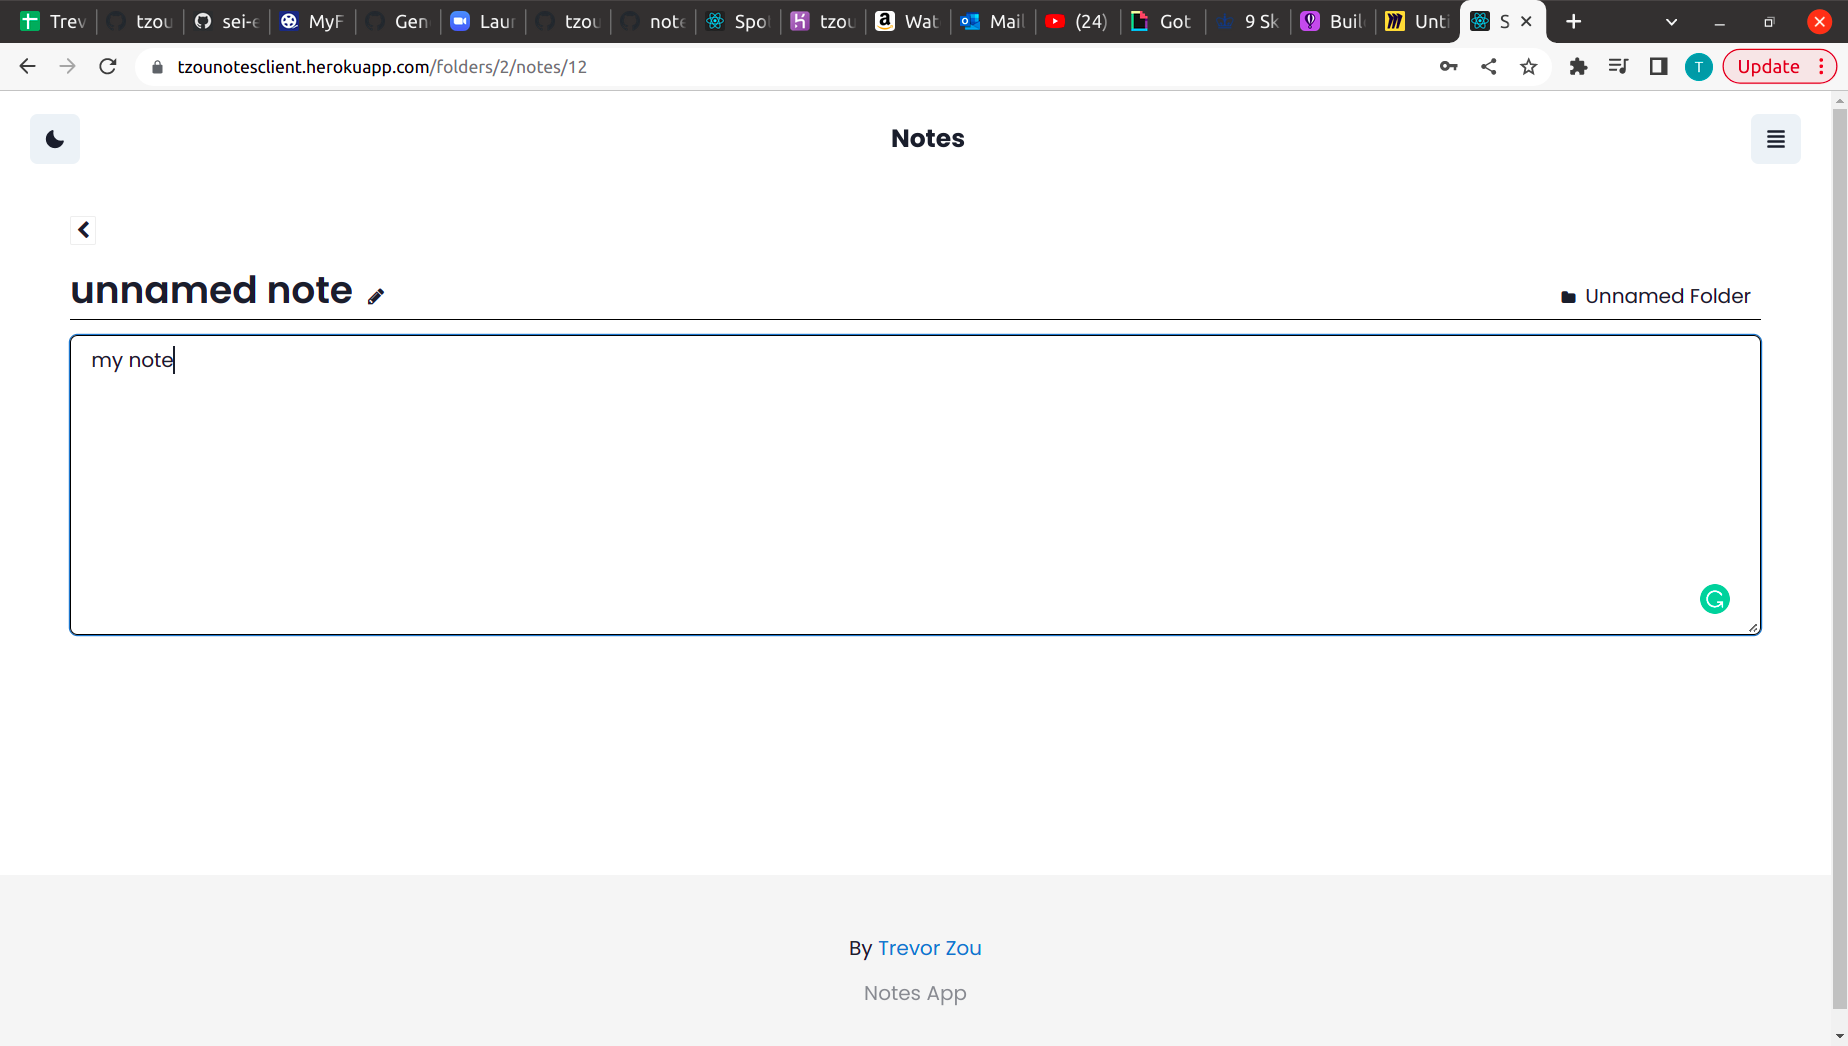 Trev tzou sei-e MyF Gen Laur tzou note Spot tzou Wat Mail (24) Got 9 Sk Buil Unti S
tzounotesclient.herokuapp.com/folders/2/notes/12
T
Update
Notes
unnamed note
Unnamed Folder
my note
By Trevor Zou
Notes App